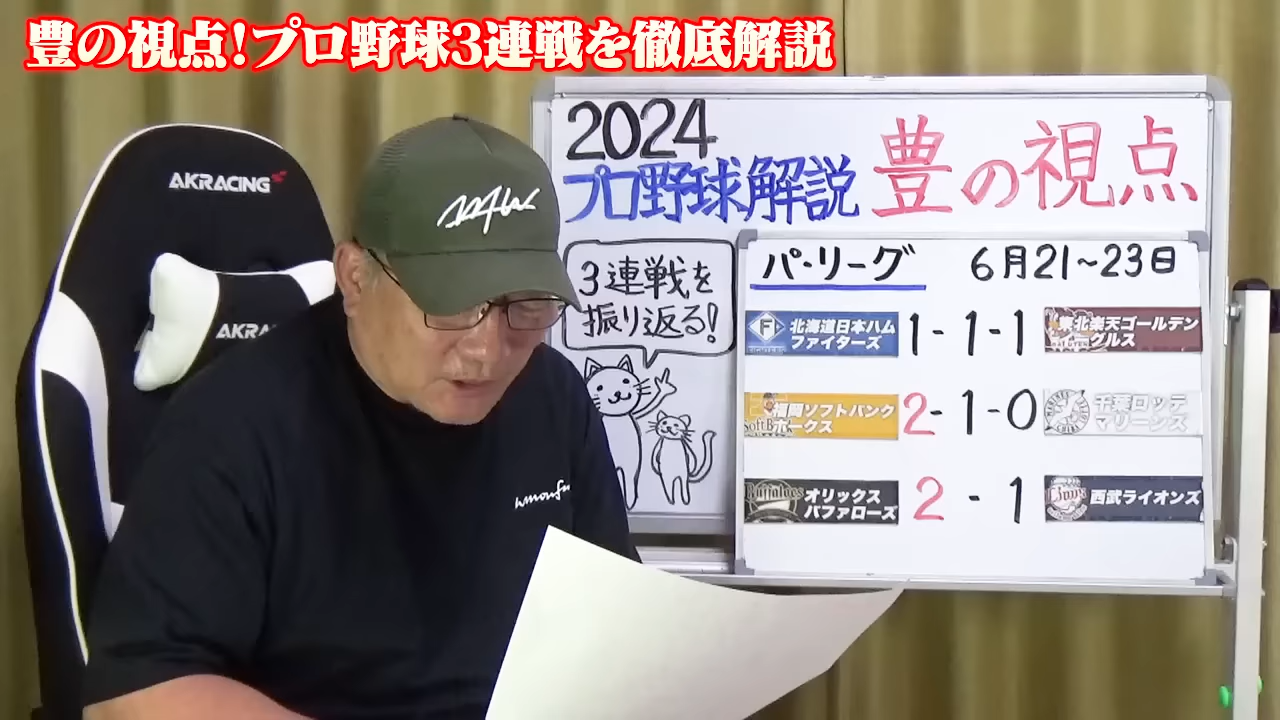 豊の視点!プロ野球3連戦を徹底解説
AKRACING
2024
プロ野球解説 豊の視点
3連戦を
振り返る!
パ・リーグ 6月21~23日
北海道日本ハム
ファイターズ
1-1-1
東北楽天ゴールデン
グルス
福岡ソフトバンク
ホークス
2-1-0
千葉ロッテ
マリーンズ
Buffaloes
オリックス
バファローズ
2-1
Lions
西武ライオンズ